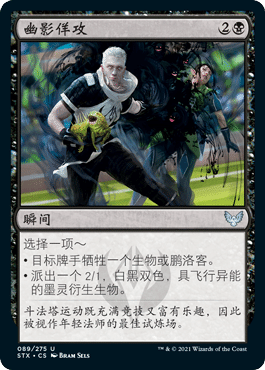 幽影佯攻 2
瞬间
选择一项～
• 目标牌手牺牲一个生物或鹏洛客。
• 派出一个 2/1，白黑双色，具飞行异能
的墨灵衍生生物。
斗法塔运动既充满竞技又富有乐趣，因此
被视作年轻法师的最佳试炼场。
089/275 U
STX • CS BRAM SELS
™ & © 2021 Wizards of the Coast